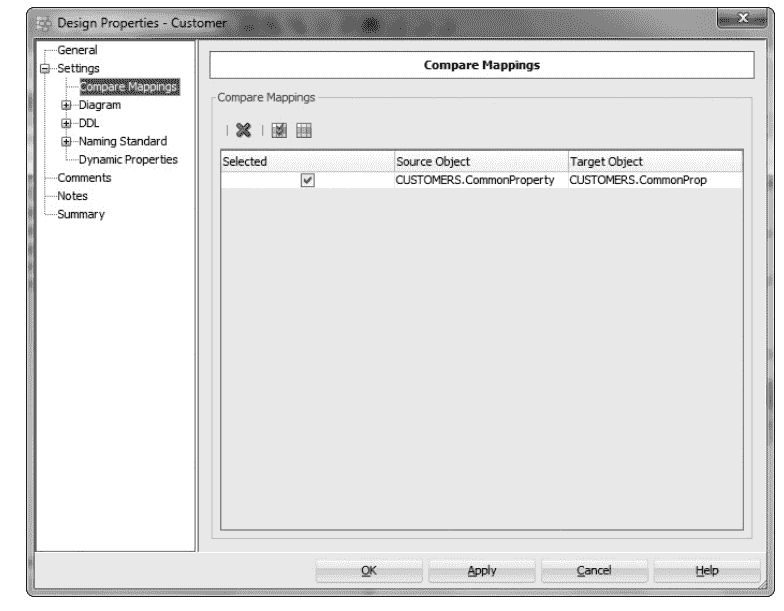 Design Properties - Customer
General
Settings
Compare Mappings
Diagram
DDL
Naming Standard
Dynamic Properties
Comments
Notes
Summary
Compare Mappings
Compare Mappings
Selected Source Object Target Object
CUSTOMERS.CommonProperty CUSTOMERS.CommonProp
OK Apply Cancel Help